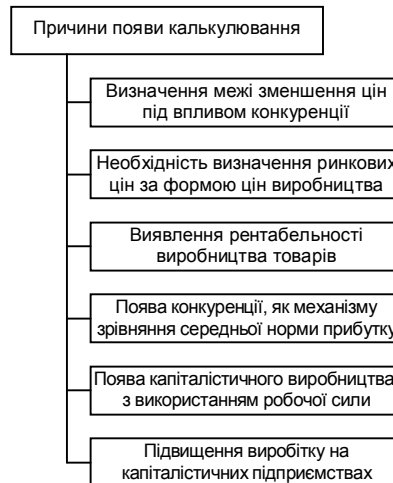 Причини появи калькулювання
Визначення межі зменшення цін
під впливом конкуренції
Необхідність визначення ринкових
цін за формою цін виробництва
Виявлення рентабельності
виробництва товарів
Поява конкуренції, як механізму
зрівняння середньої норми прибутку
Поява капіталістичного виробництва
з використанням робочої сили
Підвищення виробітку на
капіталістичних підприємствах